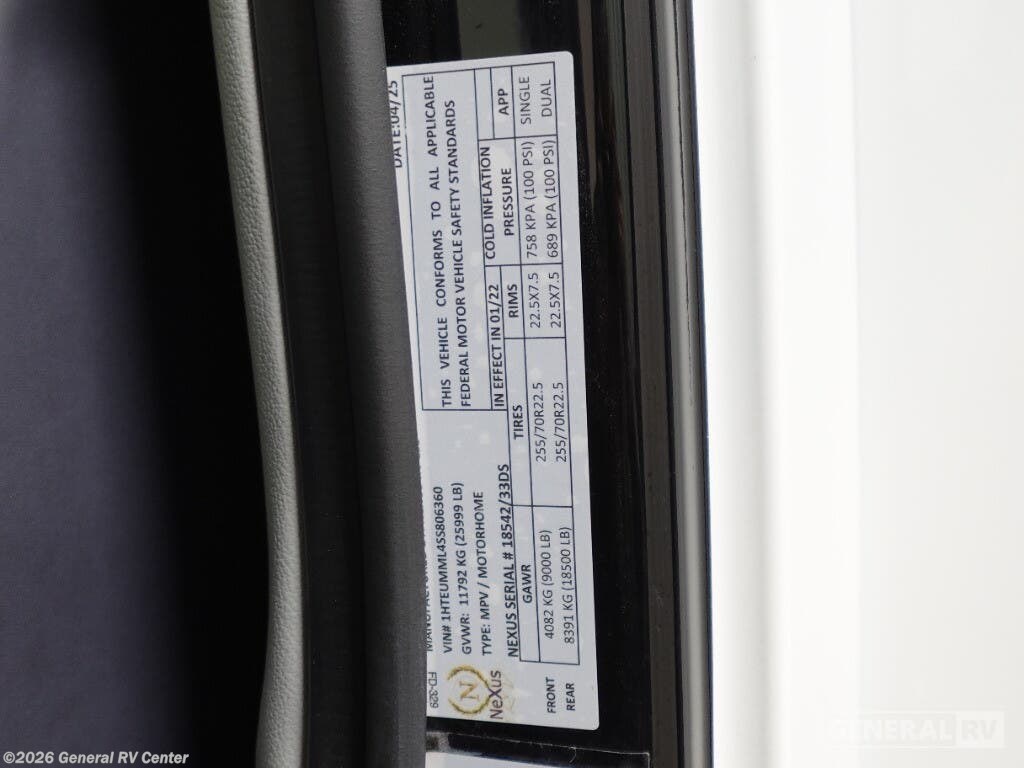 DATE:04/25
THIS VEHICLE CONFORMS TO ALL APPLICABLE
FEDERAL MOTOR VEHICLE SAFETY STANDARDS
IN EFFECT IN 01/22
FD-329
VIN# 1HTEUMML4SS806360
GVWR: 11792 KG (25999 LB)
TYPE: MPV / MOTORHOME
NEXUS SERIAL # 18542/33DS
N
NeXus
GAWR TIRES RIMS COLD INFLATION PRESSURE APP
FRONT 4082 KG (9000 LB) 255/70R22.5 22.5X7.5 758 KPA (100 PSI) SINGLE
REAR 8391 KG (18500 LB) 255/70R22.5 22.5X7.5 689 KPA (100 PSI) DUAL
GENERAL RV
©2026 General RV Center